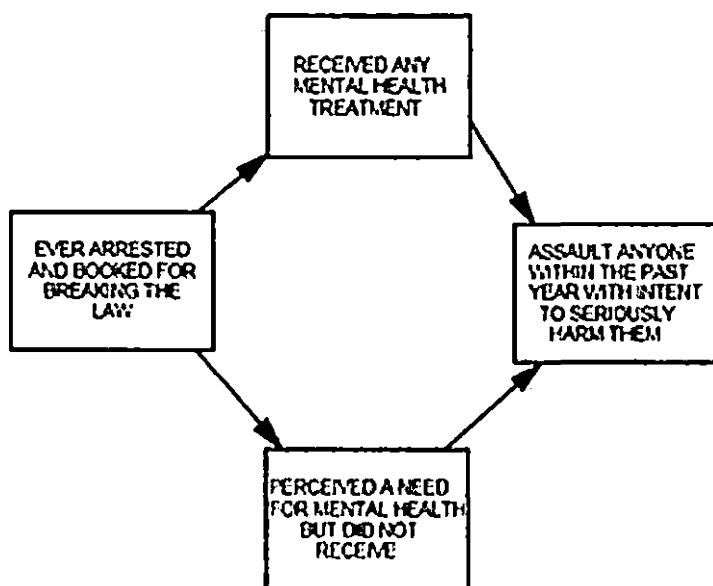 RECEIVED ANY
MENTAL HEALTH
TREATMENT
EVER ARRESTED
AND BOOKED FOR
BREAKING THE
LAW
ASSAULT ANYONE
WITHIN THE PAST
YEAR WITH INTENT
TO SERIOUSLY
HARM THEM
PERCEIVED A NEED
FOR MENTAL HEALTH
BUT DID NOT
RECEIVE